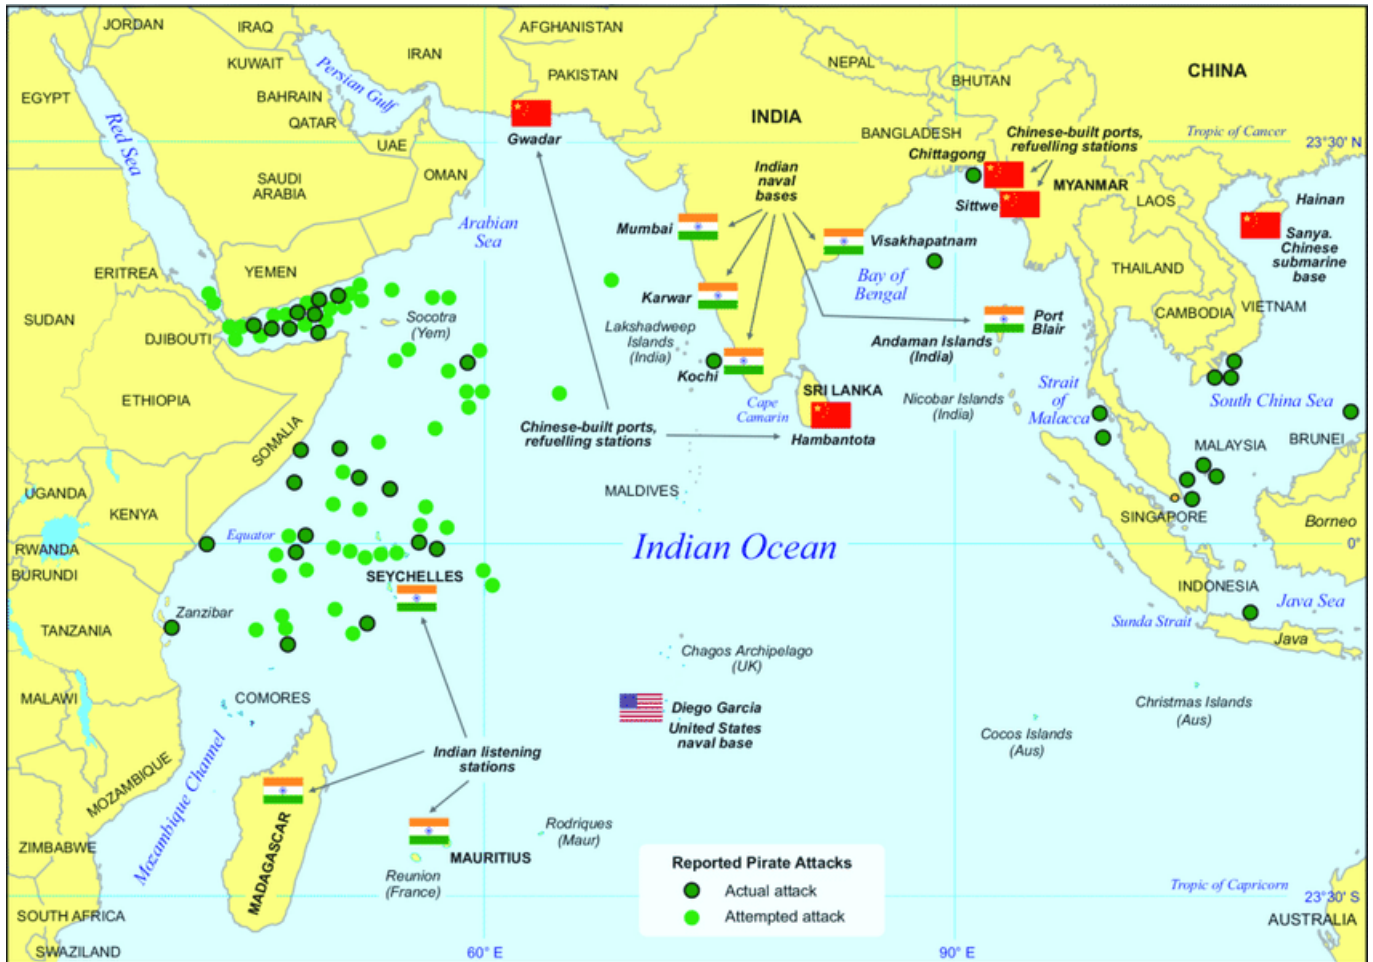 JORDAN
IRAQ
AFGHANISTAN
IRAN
KUWAIT
PAKISTAN
NEPAL
BHUTAN
CHINA
EGYPT
Red Sea
Persian Gulf
BAHRAIN
QATAR
UAE
Gwadar
INDIA
BANGLADESH
Chinese-built ports,
refuelling stations
Tropic of Cancer
23°30' N
SAUDI
ARABIA
OMAN
Indian
naval
bases
Chittagong
MYANMAR
LAOS
Hainan
Sittwe
Arabian
Sea
Mumbai
Visakhapatnam
Sanya.
Chinese
submarine
base
ERITREA
YEMEN
Bay of
Bengal
THAILAND
Karwar
SUDAN
DJIBOUTI
Socotra
(Yem)
Lakshadweep
Islands
(India)
Port
Blair
Andaman Islands
(India)
CAMBODIA
VIETNAM
Kochi
ETHIOPIA
SRI LANKA
Cape
Camarin
Nicobar Islands
(India)
Strait
of
Malacca
South China Sea
SOMALIA
Chinese-built ports,
refuelling stations
Hambantota
MALAYSIA
BRUNEI
UGANDA
KENYA
MALDIVES
SINGAPORE
Borneo
Equator
Indian Ocean
0°
RWANDA
BURUNDI
SEYCHELLES
INDONESIA
Zanzibar
TANZANIA
Sunda Strait
Java Sea
Java
Chagos Archipelago
(UK)
MALAWI
COMORES
Diego Garcia
United States
naval base
Christmas Islands
(Aus)
Cocos Islands
(Aus)
Indian listening
stations
MOZAMBIQUE
Mozambique Channel
MADAGASCAR
Rodriques
(Maur)
ZIMBABWE
MAURITIUS
Reunion
(France)
Reported Pirate Attacks
Actual attack
Attempted attack
Tropic of Capricorn
23°30' S
SOUTH AFRICA
AUSTRALIA
SWAZILAND
60° E
90° E